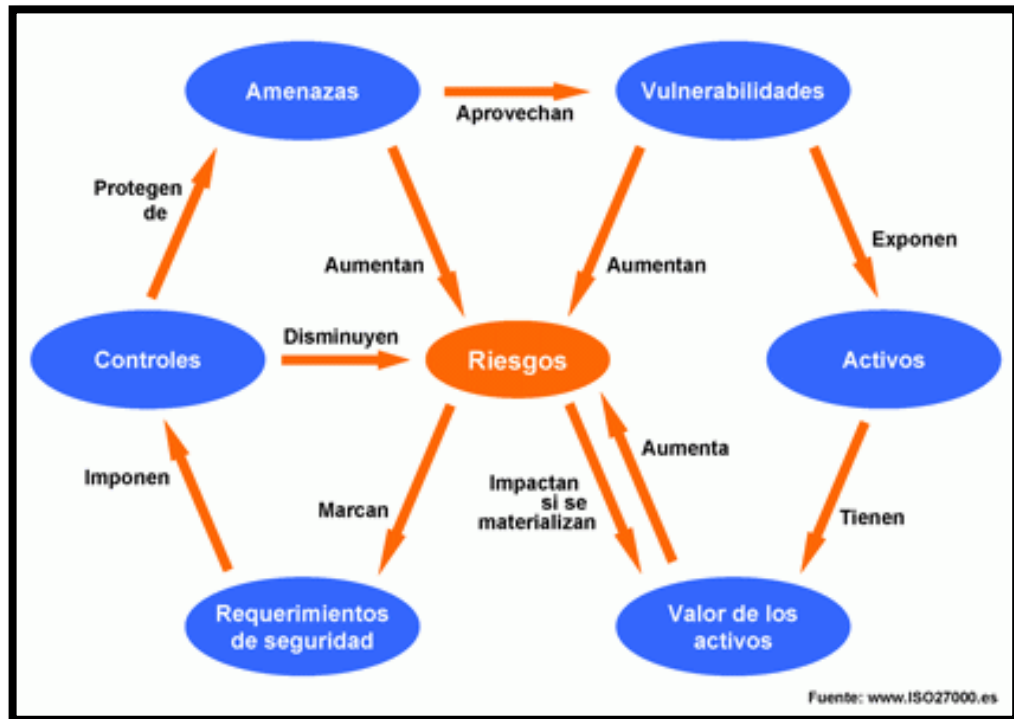 Amenazas
Aprovechan
Vulnerabilidades
Protegen
de
Aumentan
Aumentan
Exponen
Controles
Disminuyen
Riesgos
Activos
Imponen
Marcan
Impactan
si se
materializan
Aumenta
Tienen
Requerimientos
de seguridad
Valor de los
activos
Fuente: www.ISO27000.es